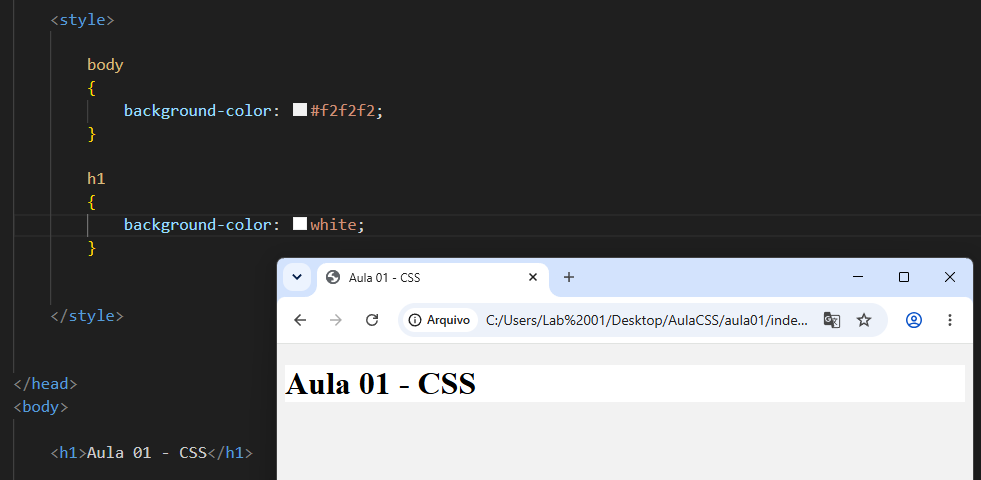 <style>
body
{
background-color: #f2f2f2;
}
h1
{
background-color: white;
}
</style>
</head>
<body>
<h1>Aula 01 - CSS</h1>
Aula 01 - CSS
Arquivo C:/Users/Lab%2001/Desktop/AulaCSS/aula01/inde...
Aula 01 - CSS